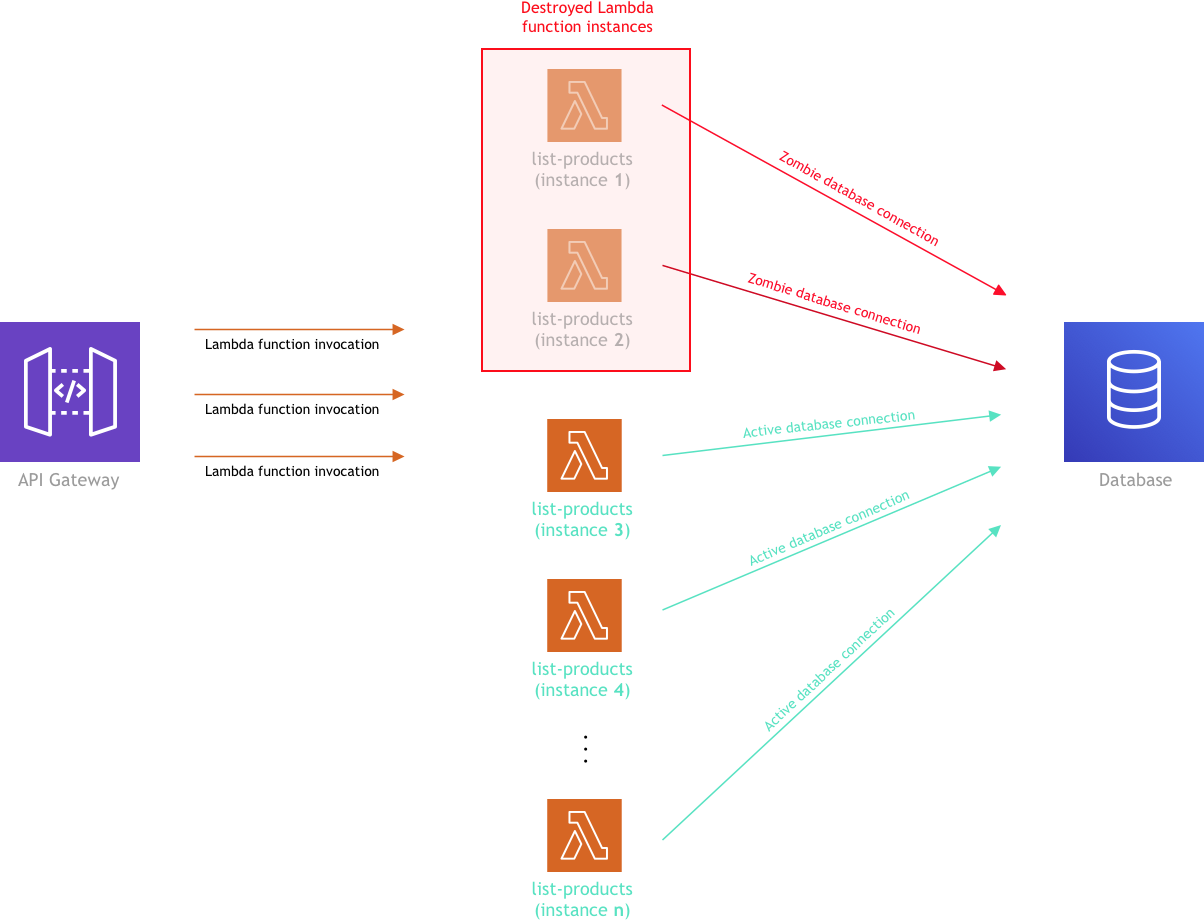 Destroyed Lambda
function instances
list-products
(instance 1)
Zombie database connection
list-products
(instance 2)
Zombie database connection
Lambda function invocation
Lambda function invocation
Lambda function invocation
API Gateway
list-products
(instance 3)
Active database connection
Database
list-products
(instance 4)
Active database connection
list-products
(instance n)
Active database connection